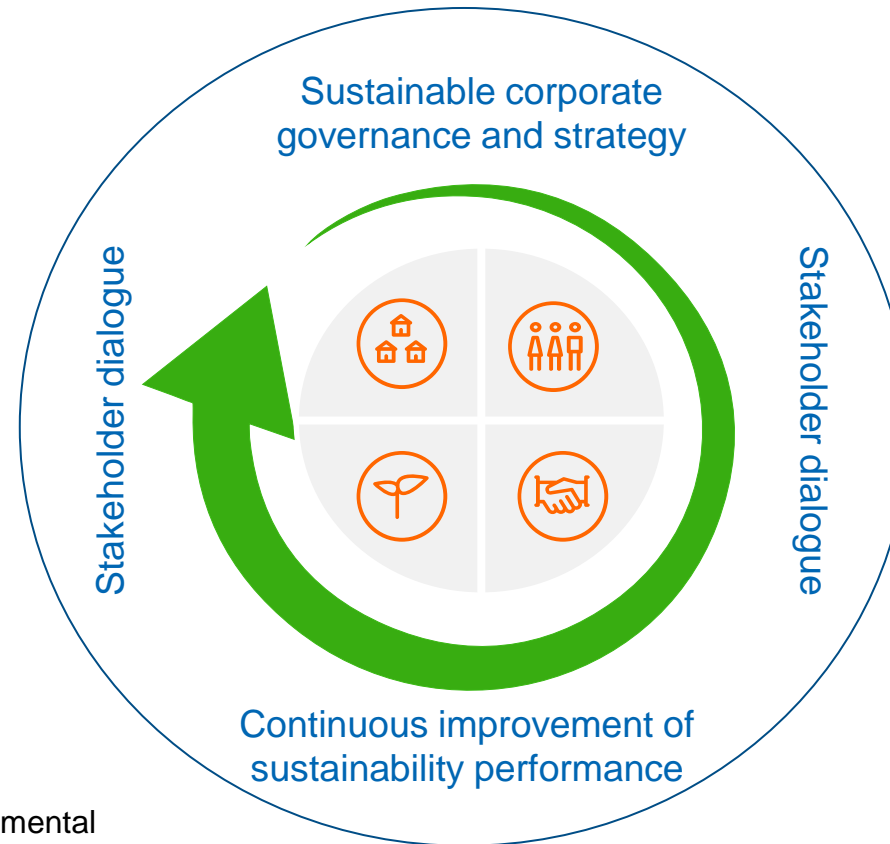 Sustainable corporate
governance and strategy
Stakeholder dialogue
Stakeholder dialogue
Continuous improvement of
sustainability performance
mental